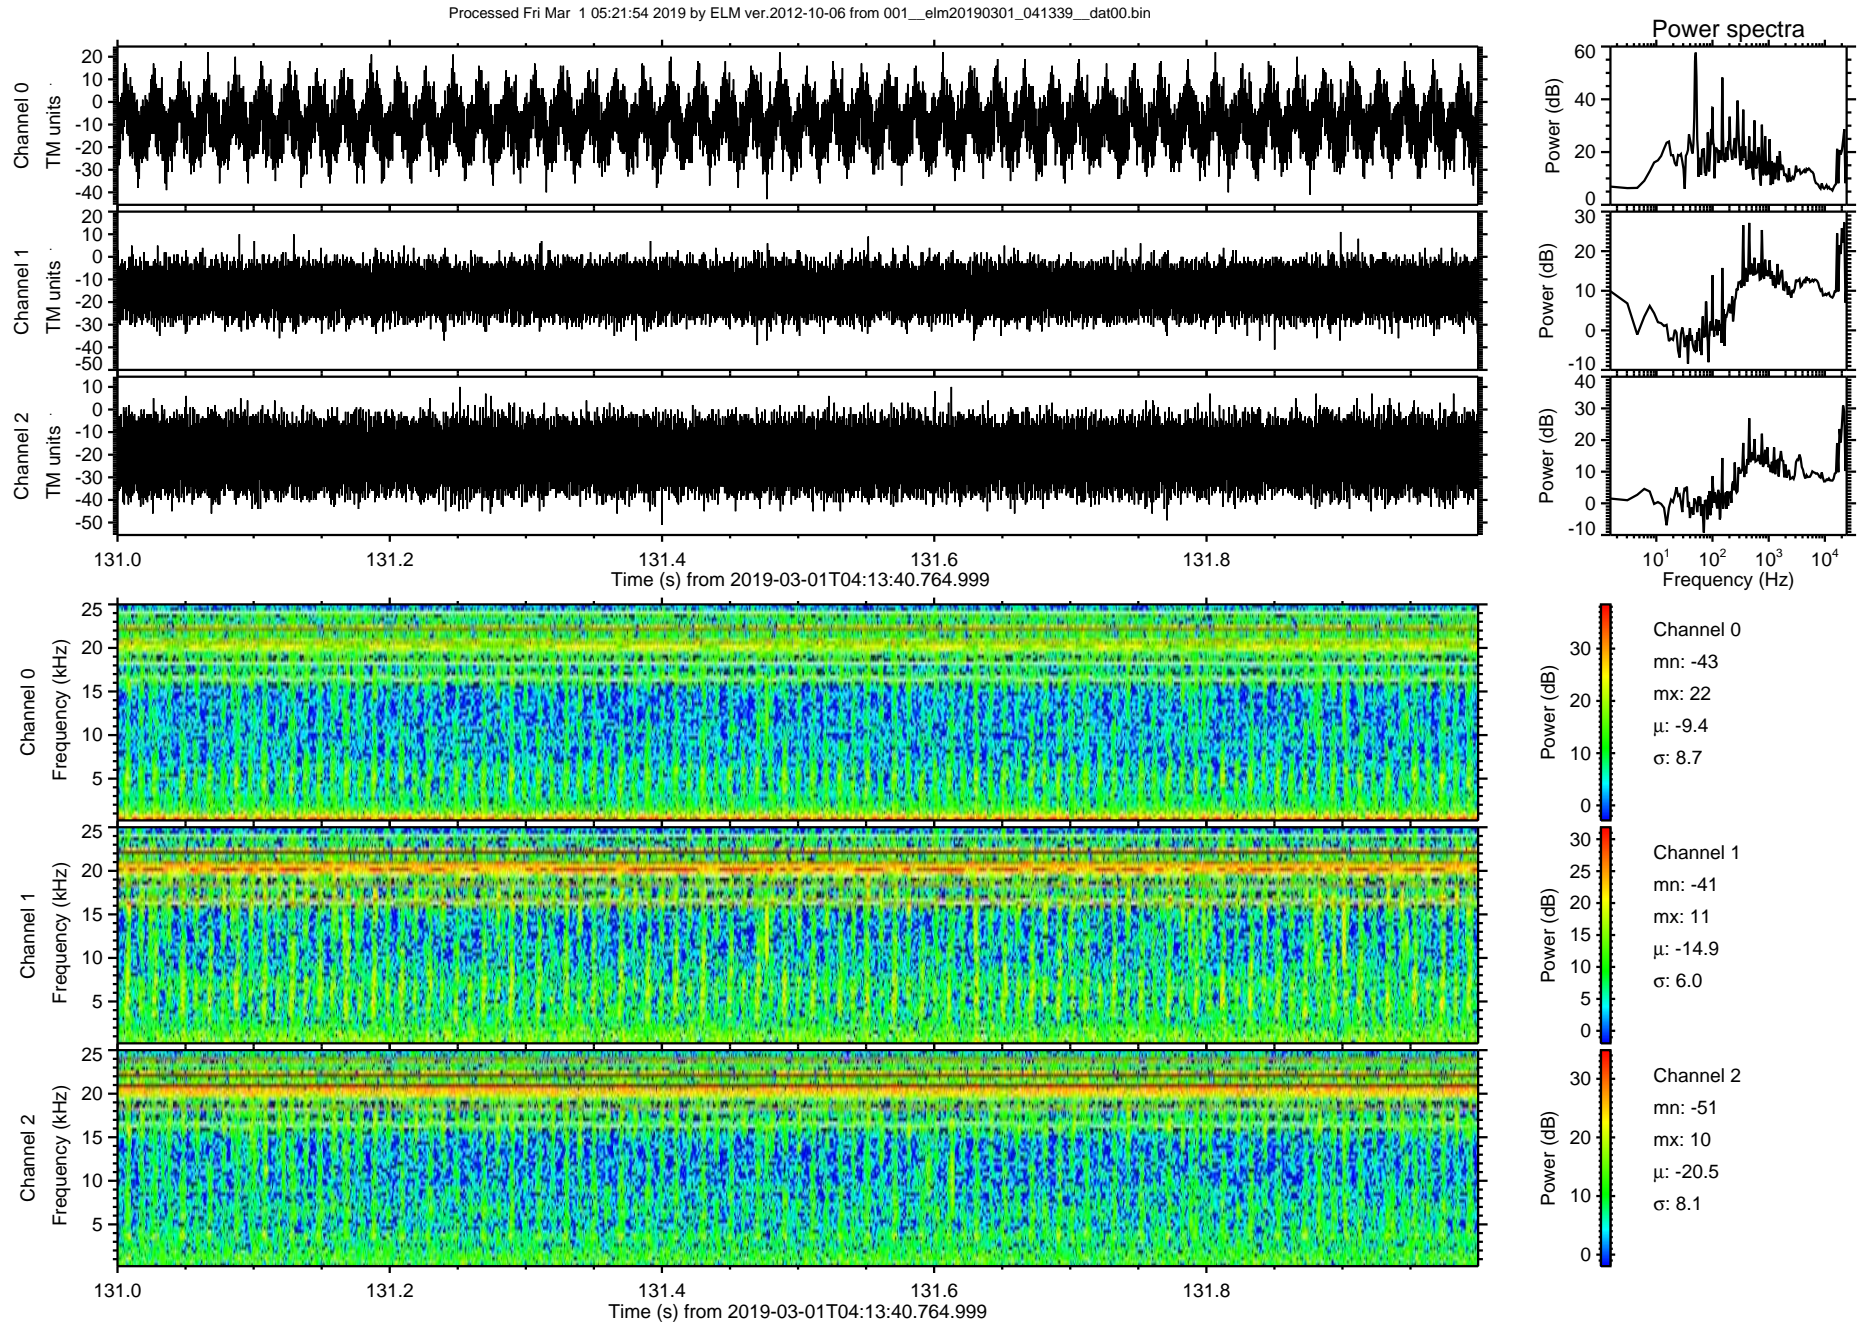 Processed Fri Mar  1 05:21:54 2019 by ELM ver.2012-10-06 from 001__elm20190301_041339__dat00.bin
Power spectra
Channel 0
TM units
20
10
0
-10
-20
-30
-40
Power (dB)
60
40
20
0
Channel 1
TM units
20
10
0
-10
-20
-30
-40
-50
Power (dB)
30
20
10
0
-10
Channel 2
TM units
10
0
-10
-20
-30
-40
-50
Power (dB)
40
30
20
10
0
-10
131.0 131.2 131.4 131.6 131.8
Time (s) from 2019-03-01T04:13:40.764.999
10^1 10^2 10^3 10^4
Frequency (Hz)
Channel 0
Frequency (kHz)
25
20
15
10
5
Power (dB)
30
20
10
0
Channel 0
mn: -43
mx: 22
μ: -9.4
σ: 8.7
Channel 1
Frequency (kHz)
25
20
15
10
5
Power (dB)
30
25
20
15
10
5
0
Channel 1
mn: -41
mx: 11
μ: -14.9
σ: 6.0
Channel 2
Frequency (kHz)
25
20
15
10
5
Power (dB)
30
20
10
0
Channel 2
mn: -51
mx: 10
μ: -20.5
σ: 8.1
131.0 131.2 131.4 131.6 131.8
Time (s) from 2019-03-01T04:13:40.764.999